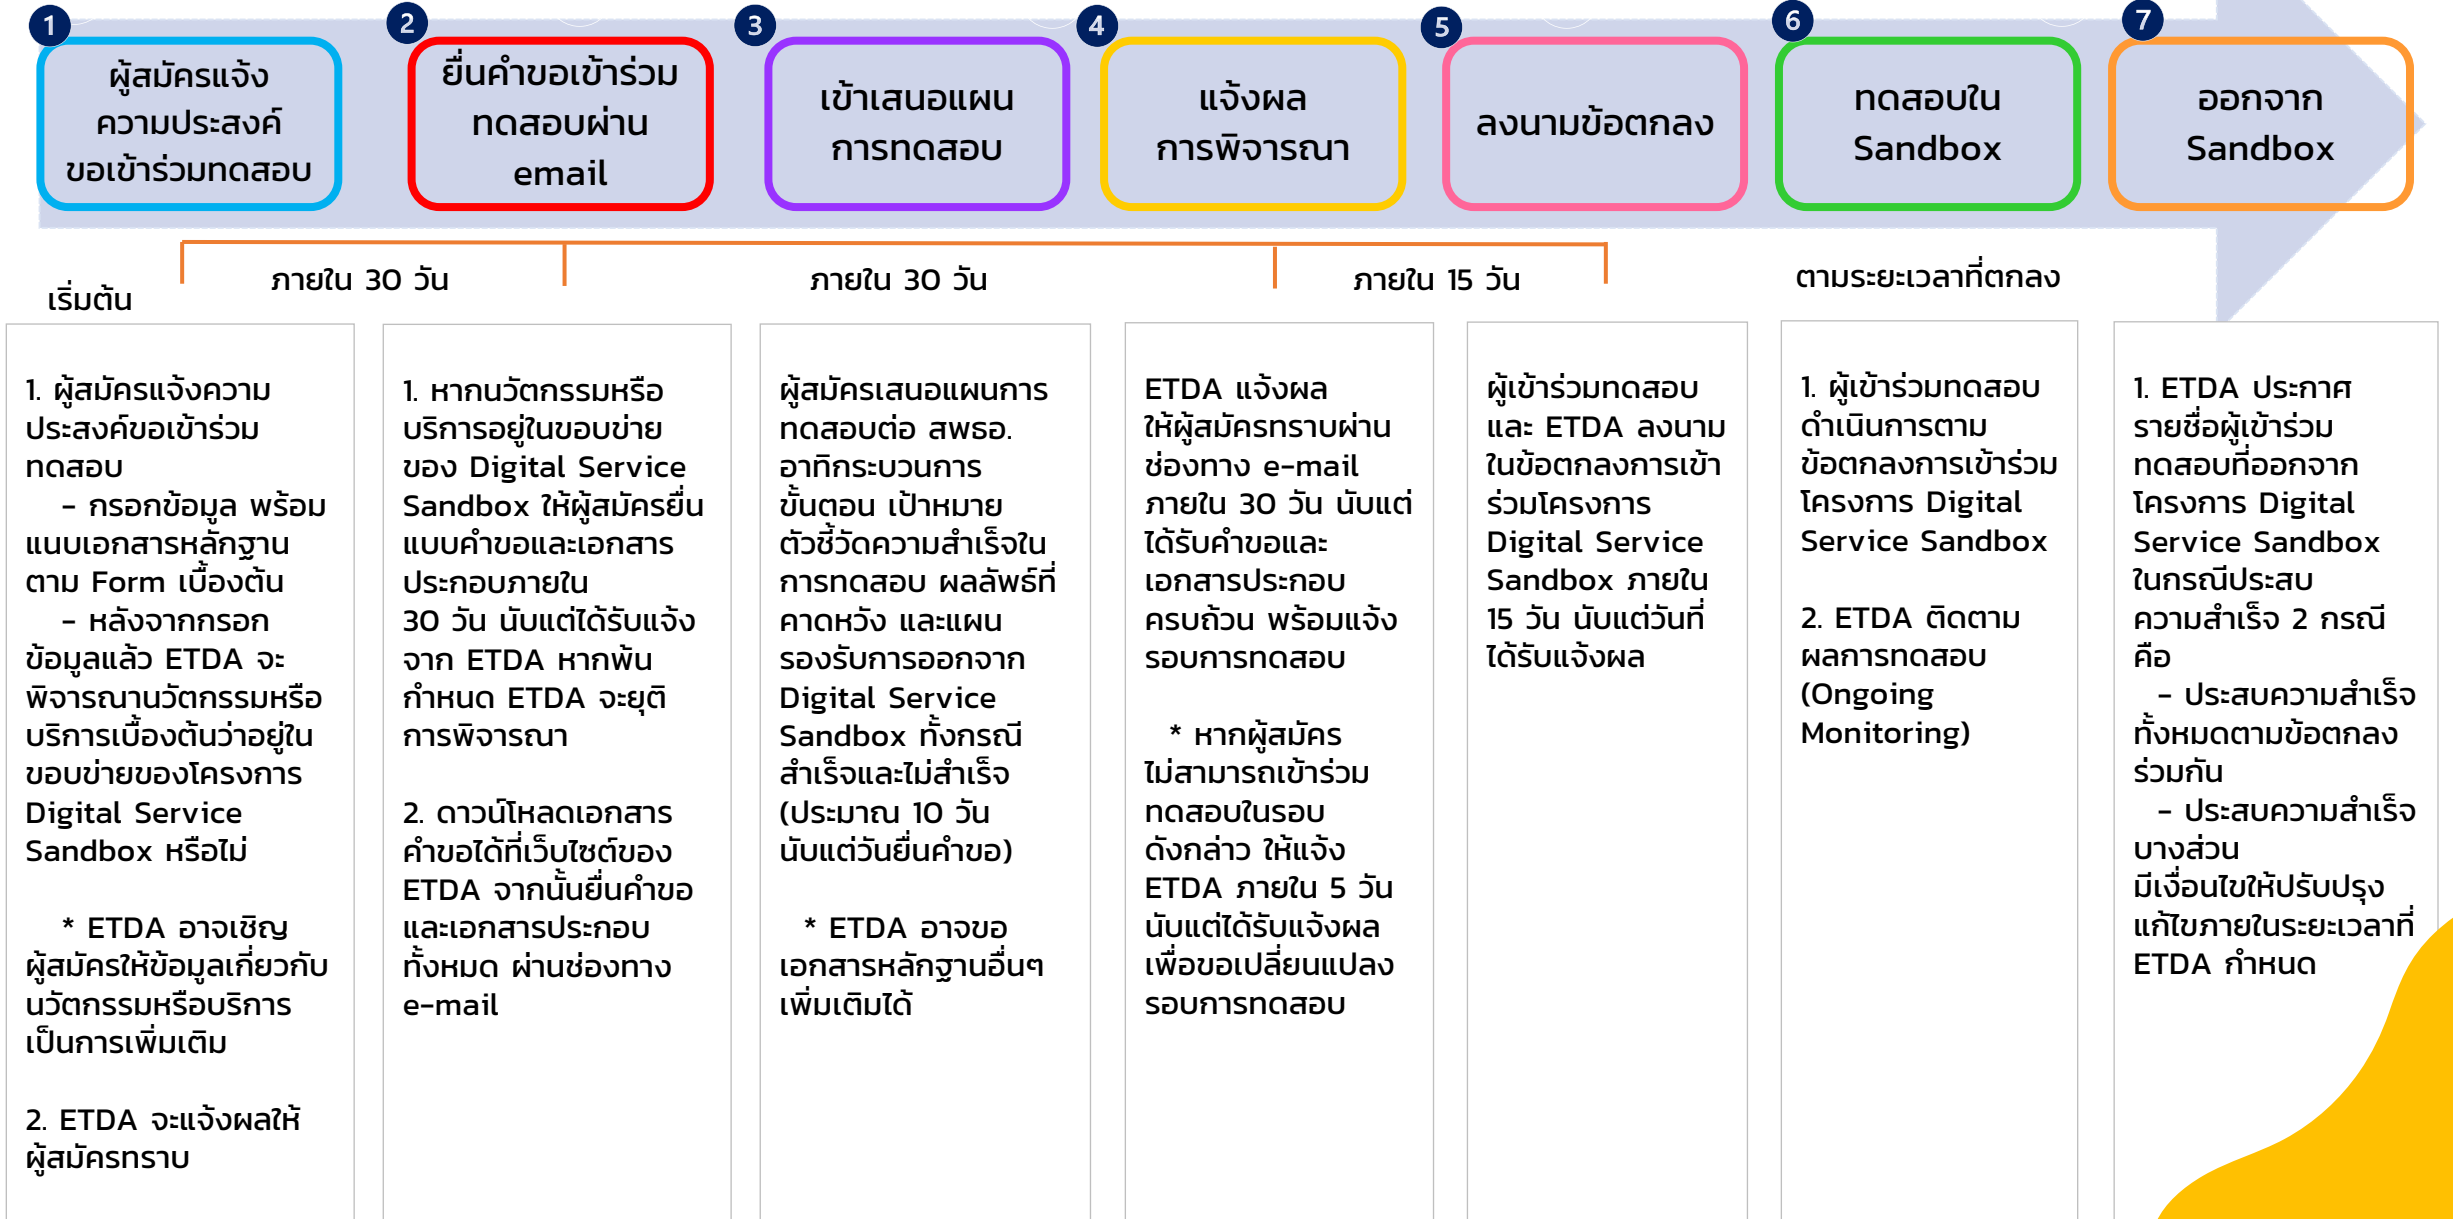 1
ผู้สมัครแจ้ง
ความประสงค์
ขอเข้าร่วมทดสอบ
2
ยื่นคำขอเข้าร่วม
ทดสอบผ่าน
email
3
เข้าเสนอแผน
การทดสอบ
4
แจ้งผล
การพิจารณา
5
ลงนามข้อตกลง
6
ทดสอบใน
Sandbox
7
ออกจาก
Sandbox
เริ่มต้น
ภายใน 30 วัน
ภายใน 30 วัน
ภายใน 15 วัน
ตามระยะเวลาที่ตกลง
1. ผู้สมัครแจ้งความ
ประสงค์ขอเข้าร่วม
ทดสอบ
- กรอกข้อมูล พร้อม
แนบเอกสารหลักฐาน
ตาม Form เบื้องต้น
- หลังจากกรอก
ข้อมูลแล้ว ETDA จะ
พิจารณานวัตกรรมหรือ
บริการเบื้องต้นว่าอยู่ใน
ขอบข่ายของโครงการ
Digital Service
Sandbox หรือไม่
* ETDA อาจเชิญ
ผู้สมัครให้ข้อมูลเกี่ยวกับ
นวัตกรรมหรือบริการ
เป็นการเพิ่มเติม
2. ETDA จะแจ้งผลให้
ผู้สมัครทราบ
1. หากนวัตกรรมหรือ
บริการอยู่ในขอบข่าย
ของ Digital Service
Sandbox ให้ผู้สมัครยื่น
แบบคำขอและเอกสาร
ประกอบภายใน
30 วัน นับแต่ได้รับแจ้ง
จาก ETDA หากพ้น
กำหนด ETDA จะยุติ
การพิจารณา
2. ดาวน์โหลดเอกสาร
คำขอได้ที่เว็บไซต์ของ
ETDA จากนั้นยื่นคำขอ
และเอกสารประกอบ
ทั้งหมด ผ่านช่องทาง
e-mail
ผู้สมัครเสนอแผนการ
ทดสอบต่อ สพธอ.
อาทิกระบวนการ
ขั้นตอน เป้าหมาย
ตัวชี้วัดความสำเร็จใน
การทดสอบ ผลลัพธ์ที่
คาดหวัง และแผน
รองรับการออกจาก
Digital Service
Sandbox ทั้งกรณี
สำเร็จและไม่สำเร็จ
(ประมาณ 10 วัน
นับแต่วันยื่นคำขอ)
* ETDA อาจขอ
เอกสารหลักฐานอื่นๆ
เพิ่มเติมได้
ETDA แจ้งผล
ให้ผู้สมัครทราบผ่าน
ช่องทาง e-mail
ภายใน 30 วัน นับแต่
ได้รับคำขอและ
เอกสารประกอบ
ครบถ้วน พร้อมแจ้ง
รอบการทดสอบ
* หากผู้สมัคร
ไม่สามารถเข้าร่วม
ทดสอบในรอบ
ดังกล่าว ให้แจ้ง
ETDA ภายใน 5 วัน
นับแต่ได้รับแจ้งผล
เพื่อขอเปลี่ยนแปลง
รอบการทดสอบ
ผู้เข้าร่วมทดสอบ
และ ETDA ลงนาม
ในข้อตกลงการเข้า
ร่วมโครงการ
Digital Service
Sandbox ภายใน
15 วัน นับแต่วันที่
ได้รับแจ้งผล
1. ผู้เข้าร่วมทดสอบ
ดำเนินการตาม
ข้อตกลงการเข้าร่วม
โครงการ Digital
Service Sandbox
2. ETDA ติดตาม
ผลการทดสอบ
(Ongoing
Monitoring)
1. ETDA ประกาศ
รายชื่อผู้เข้าร่วม
ทดสอบที่ออกจาก
โครงการ Digital
Service Sandbox
ในกรณีประสบ
ความสำเร็จ 2 กรณี
คือ
- ประสบความสำเร็จ
ทั้งหมดตามข้อตกลง
ร่วมกัน
- ประสบความสำเร็จ
บางส่วน
มีเงื่อนไขให้ปรับปรุง
แก้ไขภายในระยะเวลาที่
ETDA กำหนด